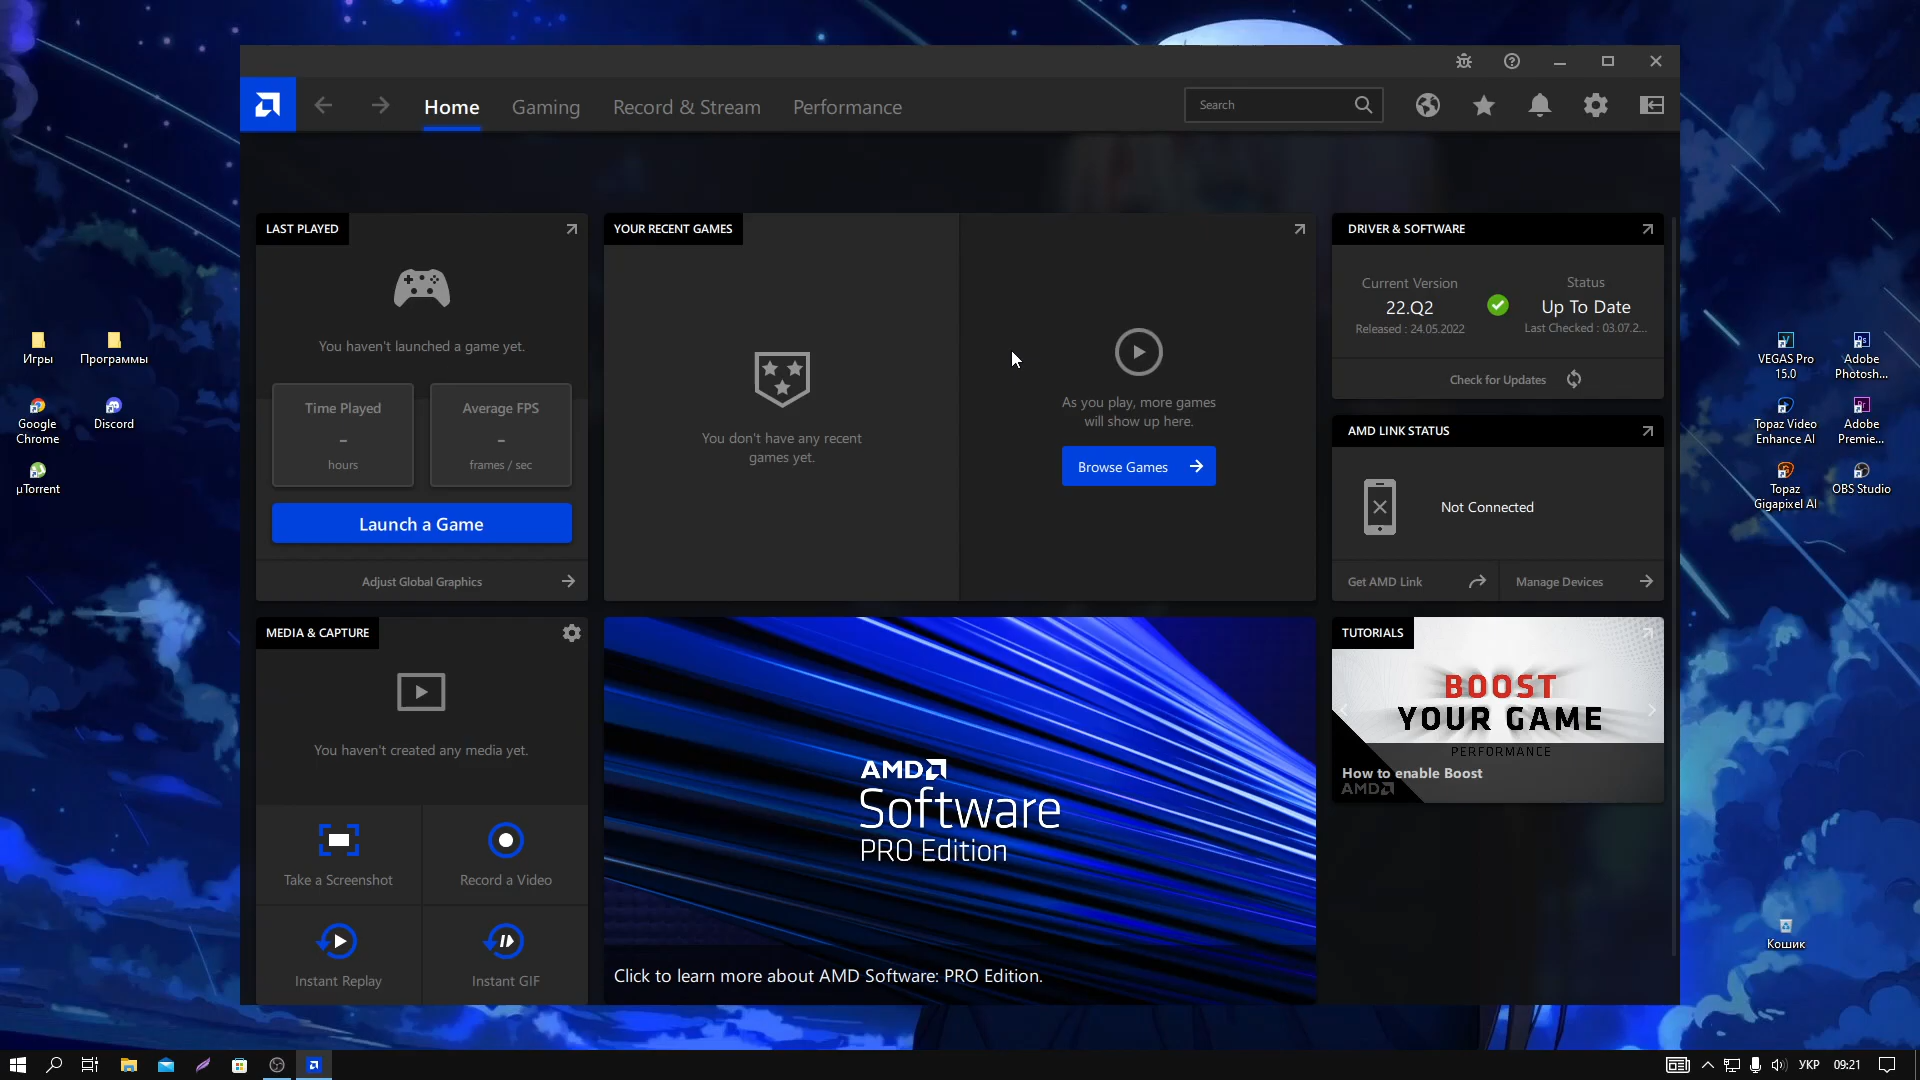 Home
Gaming
Record & Stream
Performance
Search
LAST PLAYED
You haven't launched a game yet.
Time Played
-
hours
Average FPS
-
frames / sec
Launch a Game
Adjust Global Graphics
YOUR RECENT GAMES
You don't have any recent
games yet.
As you play, more games
will show up here.
Browse Games
DRIVER & SOFTWARE
Current Version
22.Q2
Released : 24.05.2022
Status
Up To Date
Last Checked : 03.07.2...
Check for Updates
AMD LINK STATUS
Not Connected
Get AMD Link
Manage Devices
MEDIA & CAPTURE
You haven't created any media yet.
Take a Screenshot
Record a Video
Instant Replay
Instant GIF
AMD
Software
PRO Edition
Click to learn more about AMD Software: PRO Edition.
TUTORIALS
BOOST
YOUR GAME
PERFORMANCE
How to enable Boost
AMD
Игры
Программы
Google
Chrome
Discord
µTorrent
VEGAS Pro
15.0
Adobe
Photosh...
Topaz Video
Enhance AI
Adobe
Premie...
Topaz
Gigapixel AI
OBS Studio
Кошик
УКР
09:21